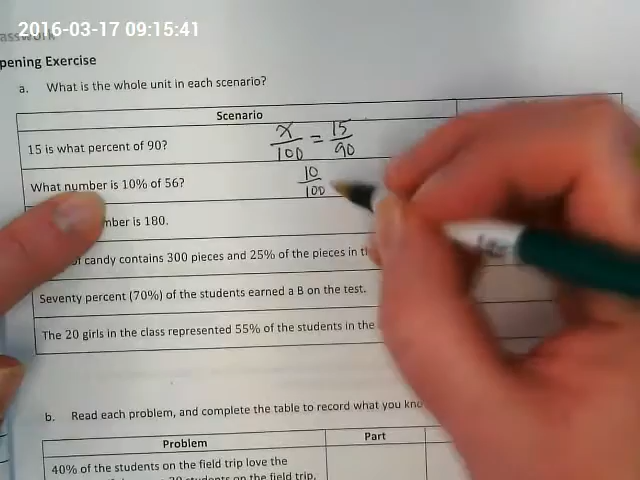 2016-03-17 09:15:41
pening Exercise
a. What is the whole unit in each scenario?
Scenario
15 is what percent of 90? x/100 = 15/90
What number is 10% of 56? 10/100
mber is 180.
of candy contains 300 pieces and 25% of the pieces in
Seventy percent (70%) of the students earned a B on the test.
The 20 girls in the class represented 55% of the students in the
b. Read each problem, and complete the table to record what you
Problem Part
40% of the students on the field trip love the
students on the field trip,